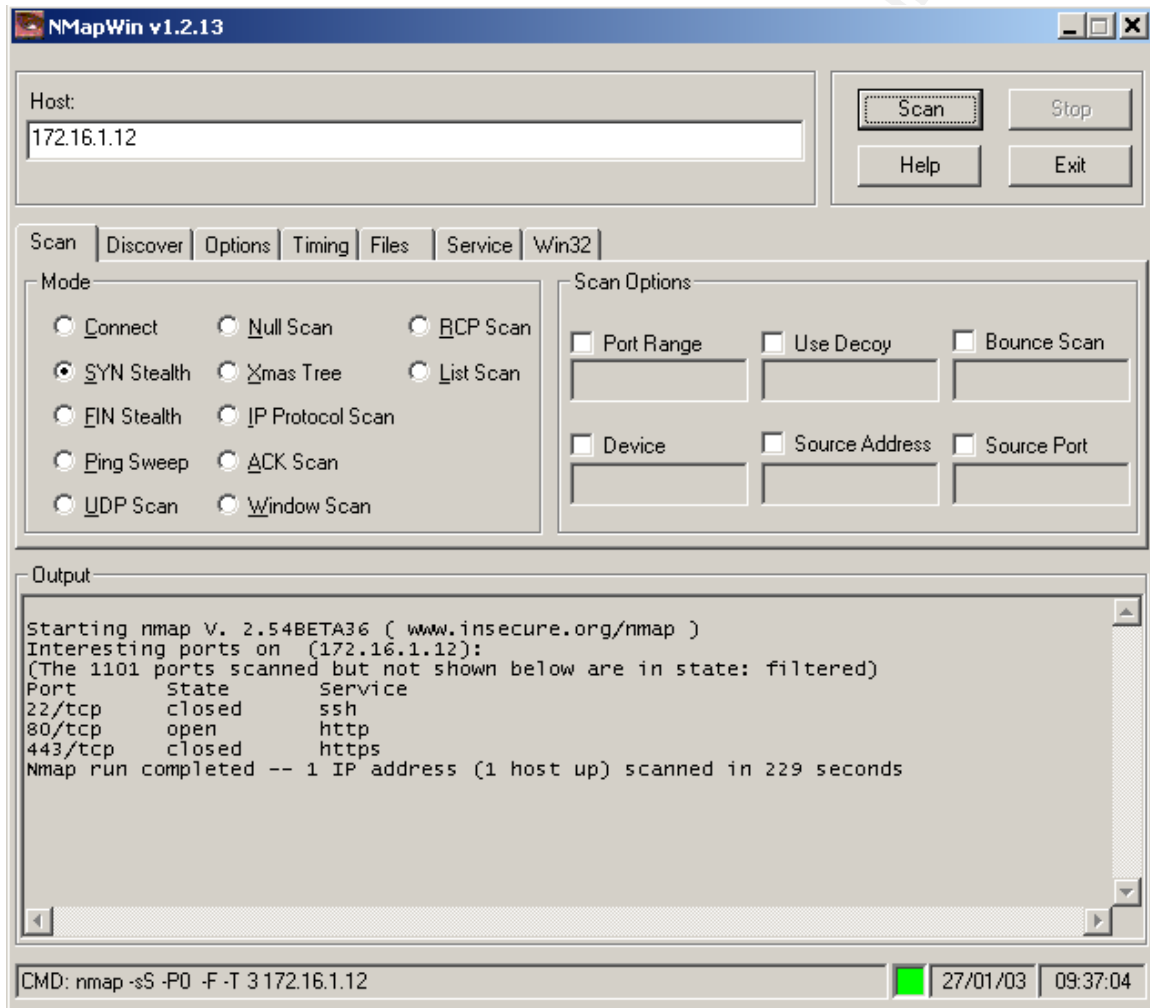 NMapWin v1.2.13
Host:
172.16.1.12
Scan Stop
Help Exit
Scan Discover Options Timing Files Service Win32
Mode
Connect Null Scan RCP Scan
SYN Stealth Xmas Tree List Scan
FIN Stealth IP Protocol Scan
Ping Sweep ACK Scan
UDP Scan Window Scan
Scan Options
Port Range Use Decoy Bounce Scan
Device Source Address Source Port
Output
Starting nmap V. 2.54BETA36 ( www.insecure.org/nmap )
Interesting ports on (172.16.1.12):
(The 1101 ports scanned but not shown below are in state: filtered)
Port State Service
22/tcp closed ssh
80/tcp open http
443/tcp closed https
Nmap run completed -- 1 IP address (1 host up) scanned in 229 seconds
CMD: nmap -sS -P0 -F -T 3 172.16.1.12 27/01/03 09:37:04